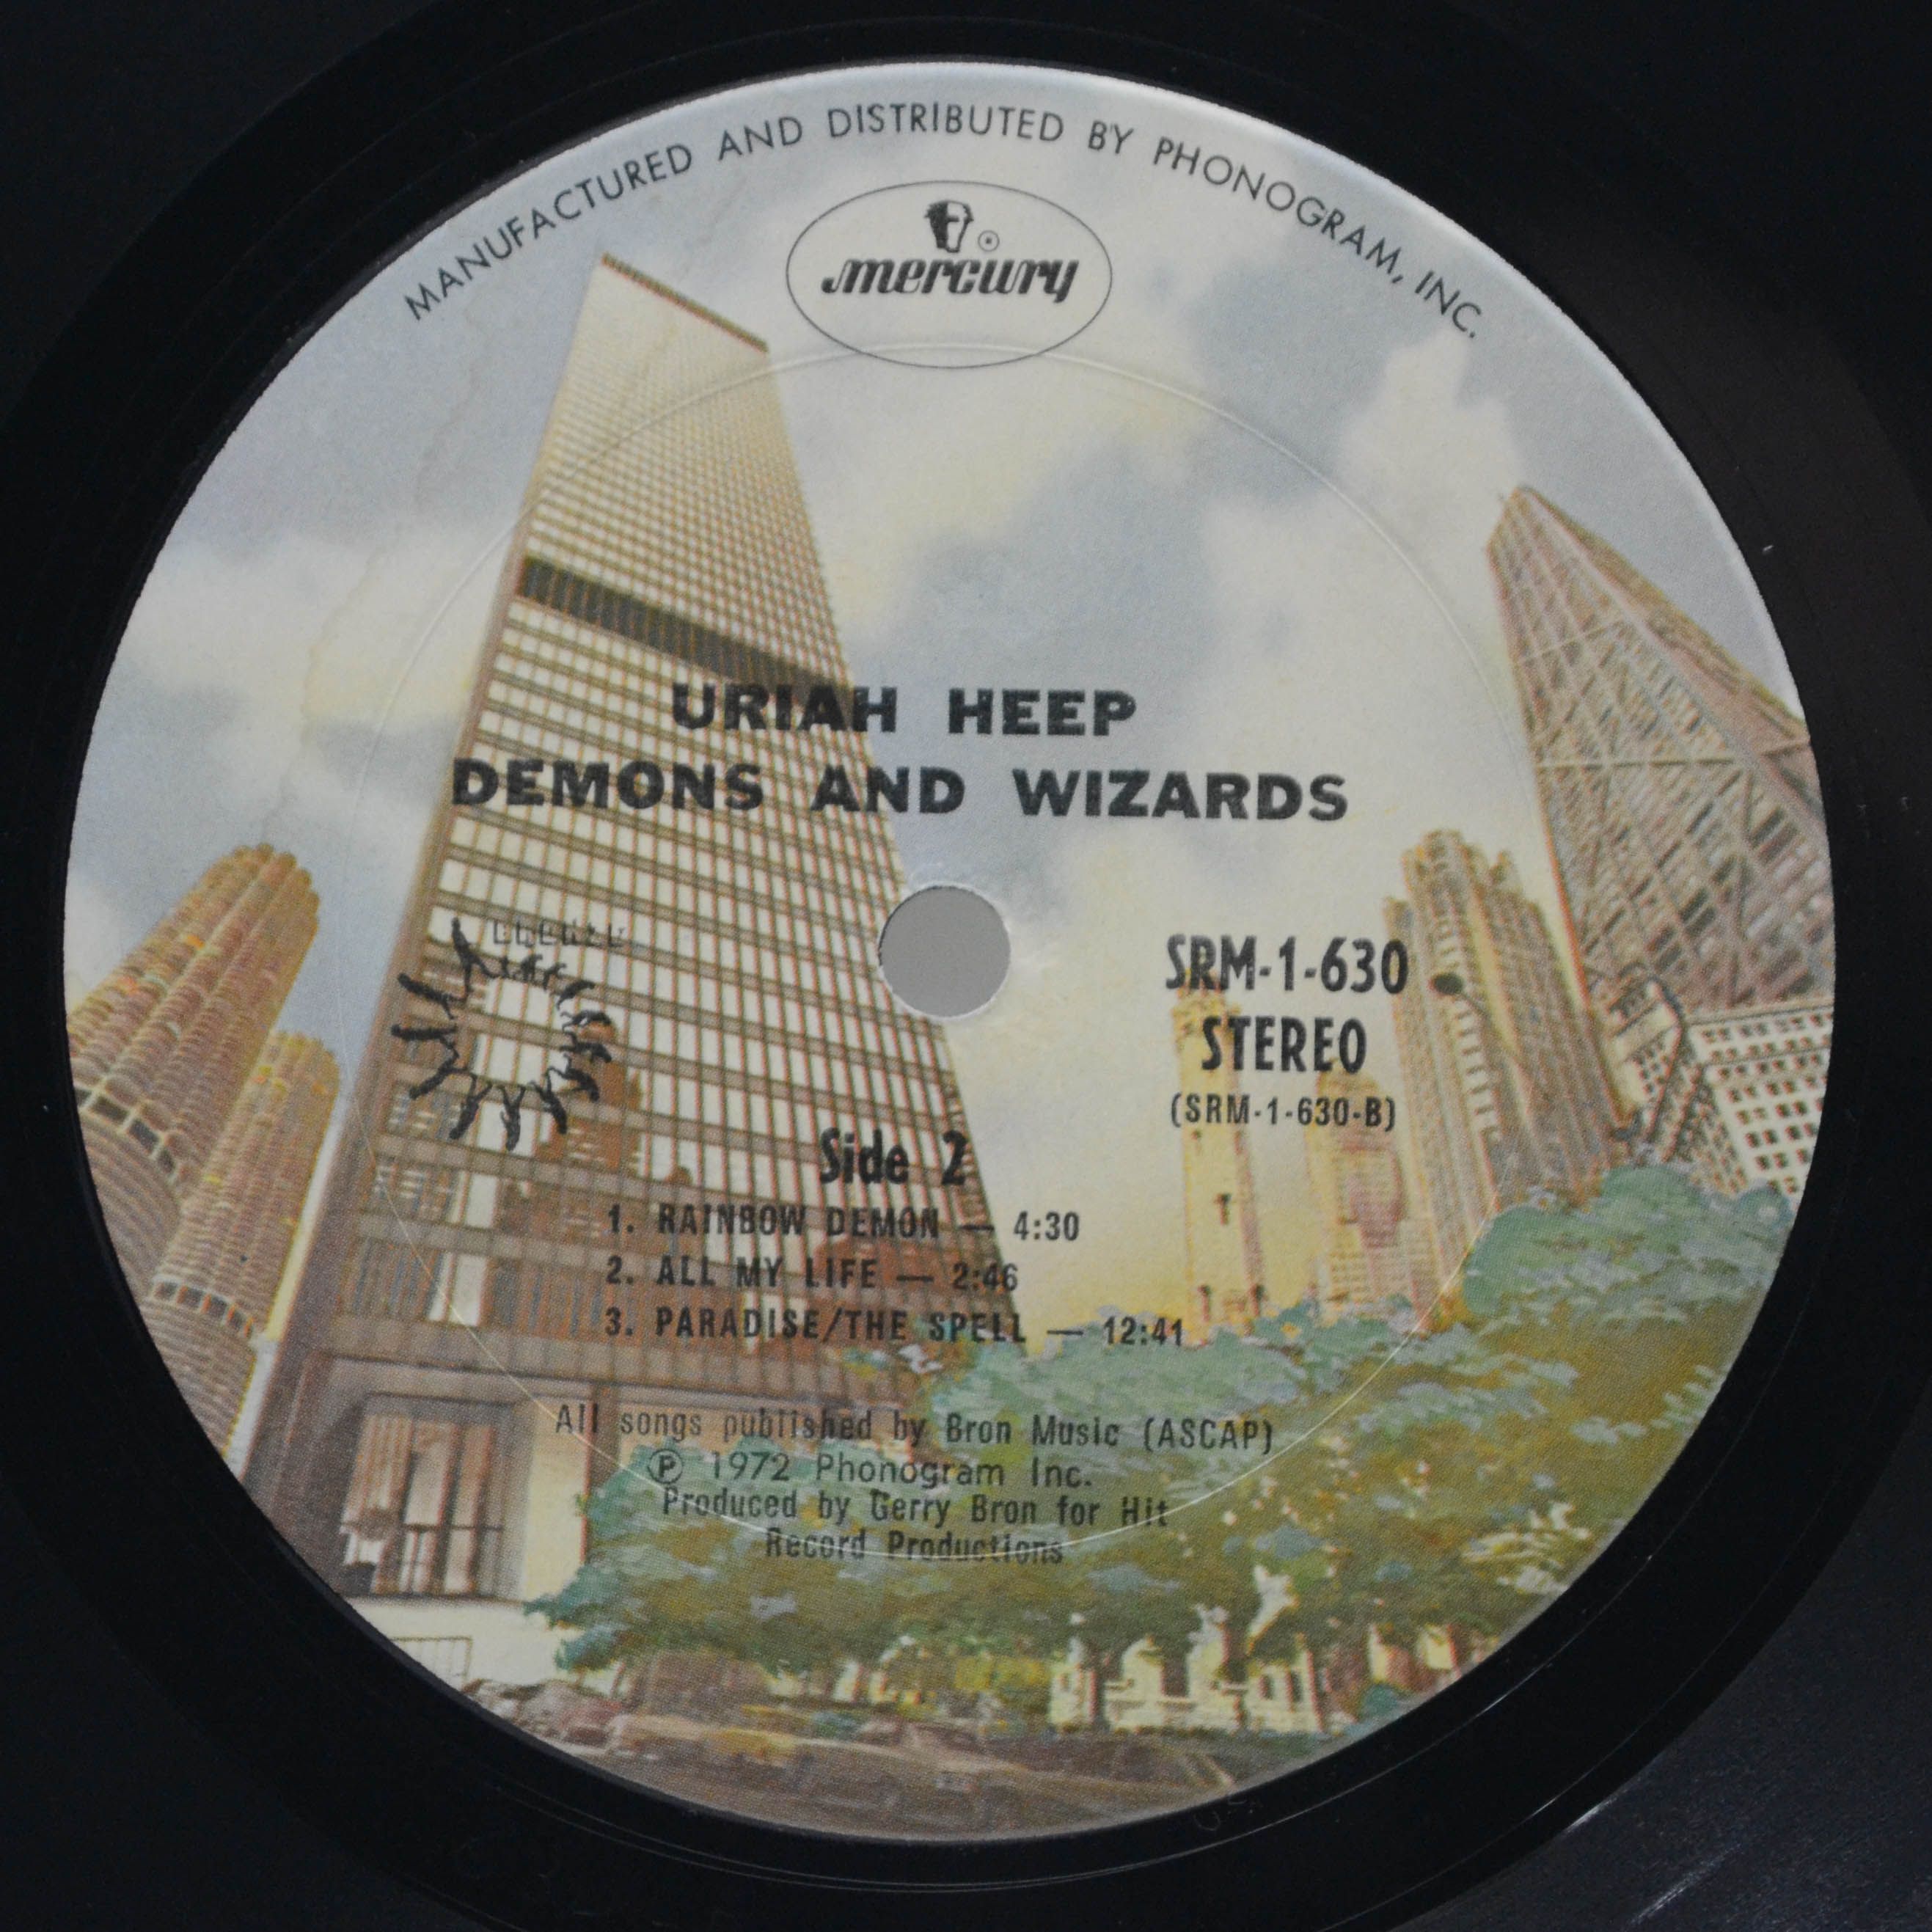 MANUFACTURED AND DISTRIBUTED BY PHONOGRAM, INC.
mercury
URIAH HEEP
DEMONS AND WIZARDS
BRONZE
SRM-1-630
STEREO
(SRM-1-630-B)
Side 2
1. RAINBOW DEMON — 4:30
2. ALL MY LIFE — 2:46
3. PARADISE/THE SPELL — 12:41
All songs published by Bron Music (ASCAP)
℗ 1972 Phonogram Inc.
Produced by Gerry Bron for Hit
Record Productions